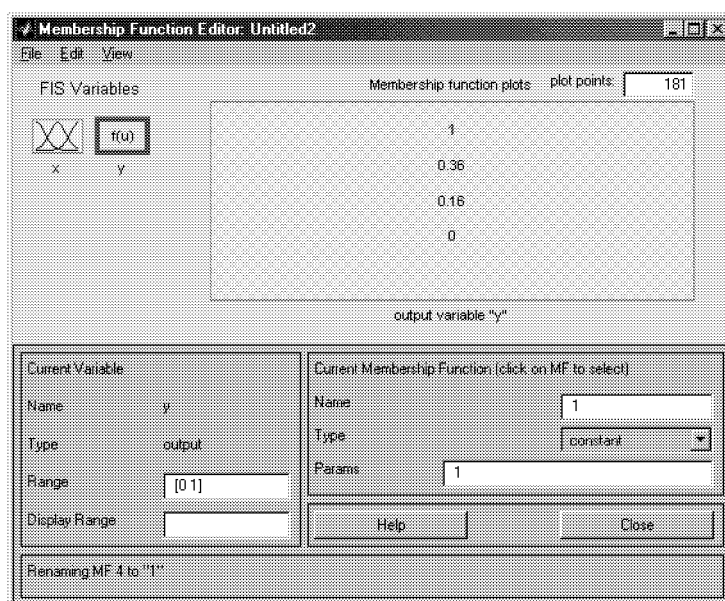 Membership Function Editor: Untitled2
File Edit View
FIS Variables
Membership function plots
plot points:
181
f(u)
x
y
1
0.36
0.16
0
output variable "y"
Current Variable
Name
y
Type
output
Range
[0 1]
Display Range
Current Membership Function (click on MF to select)
Name
1
Type
constant
Params
1
Help
Close
Renaming MF 4 to "1"